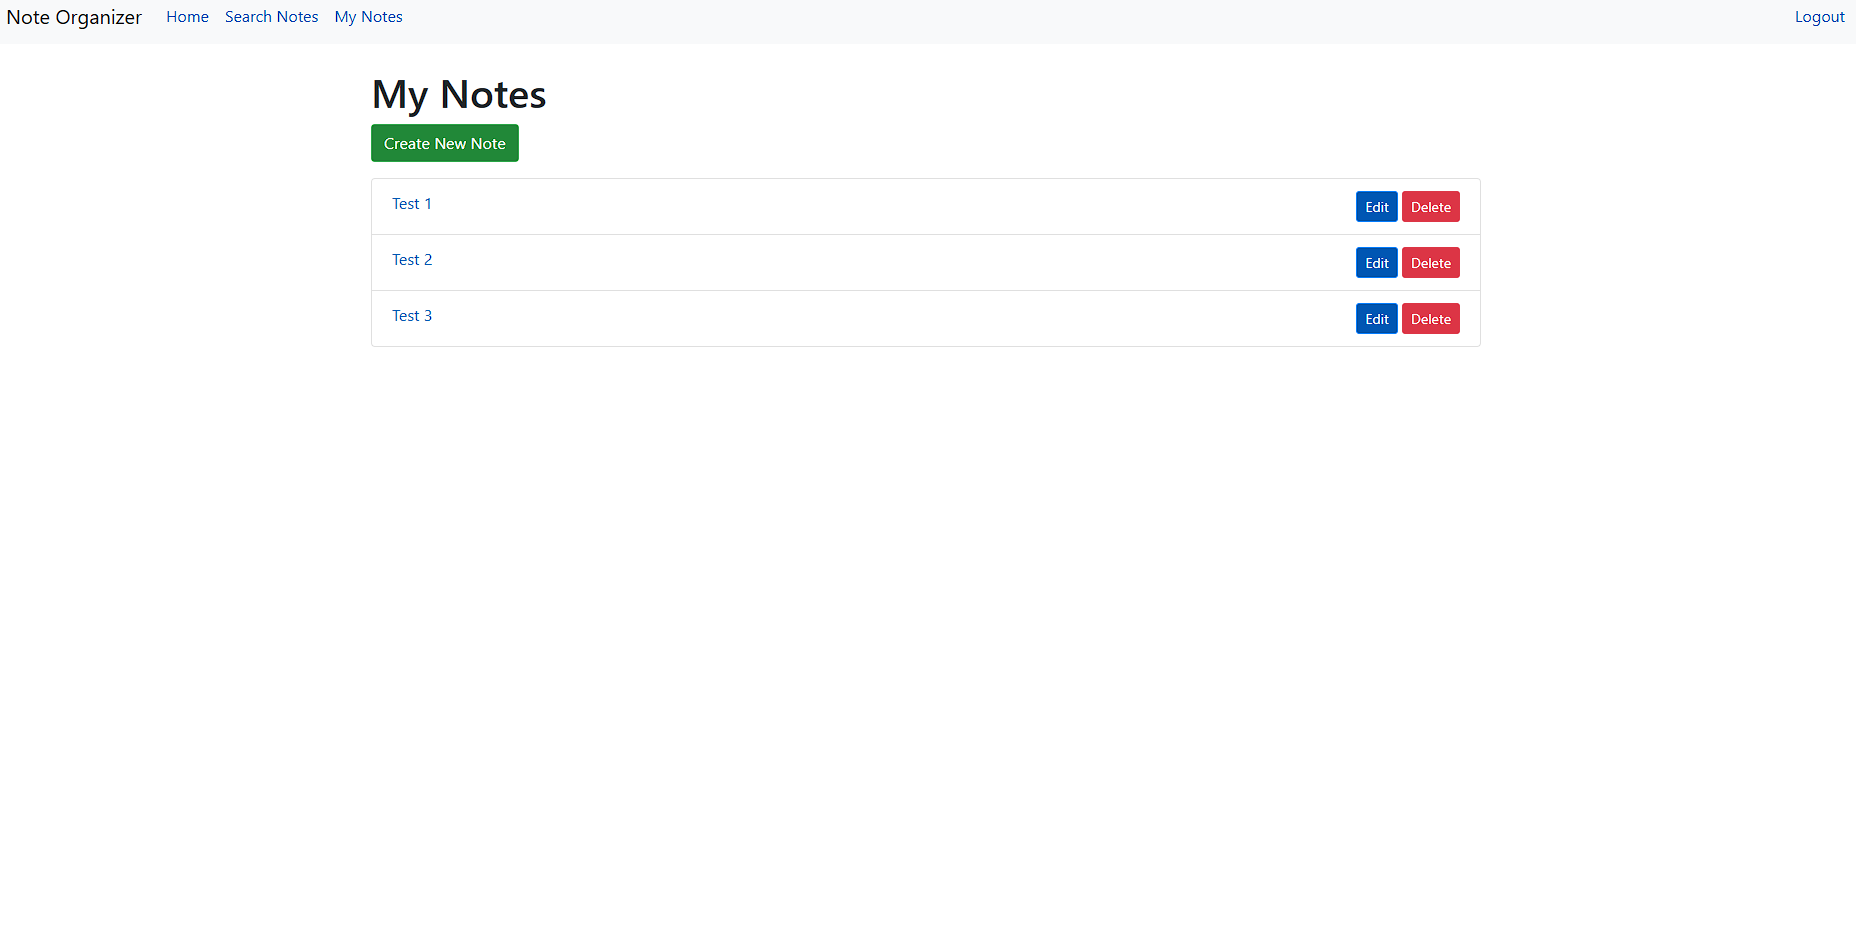 Note Organizer Home Search Notes My Notes Logout
My Notes
Create New Note
Test 1 Edit Delete
Test 2 Edit Delete
Test 3 Edit Delete